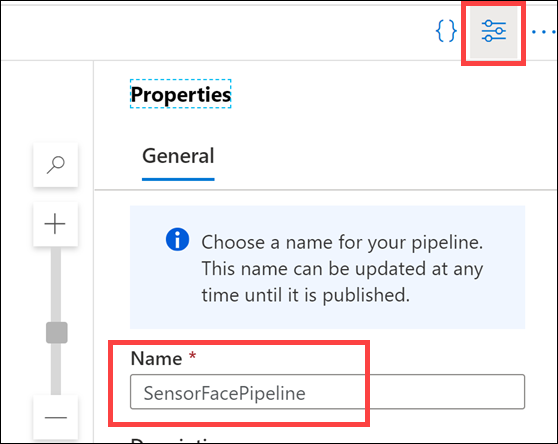 {}
Properties
General
Choose a name for your pipeline.
This name can be updated at any
time until it is published.
Name *
SensorFacePipeline
Description